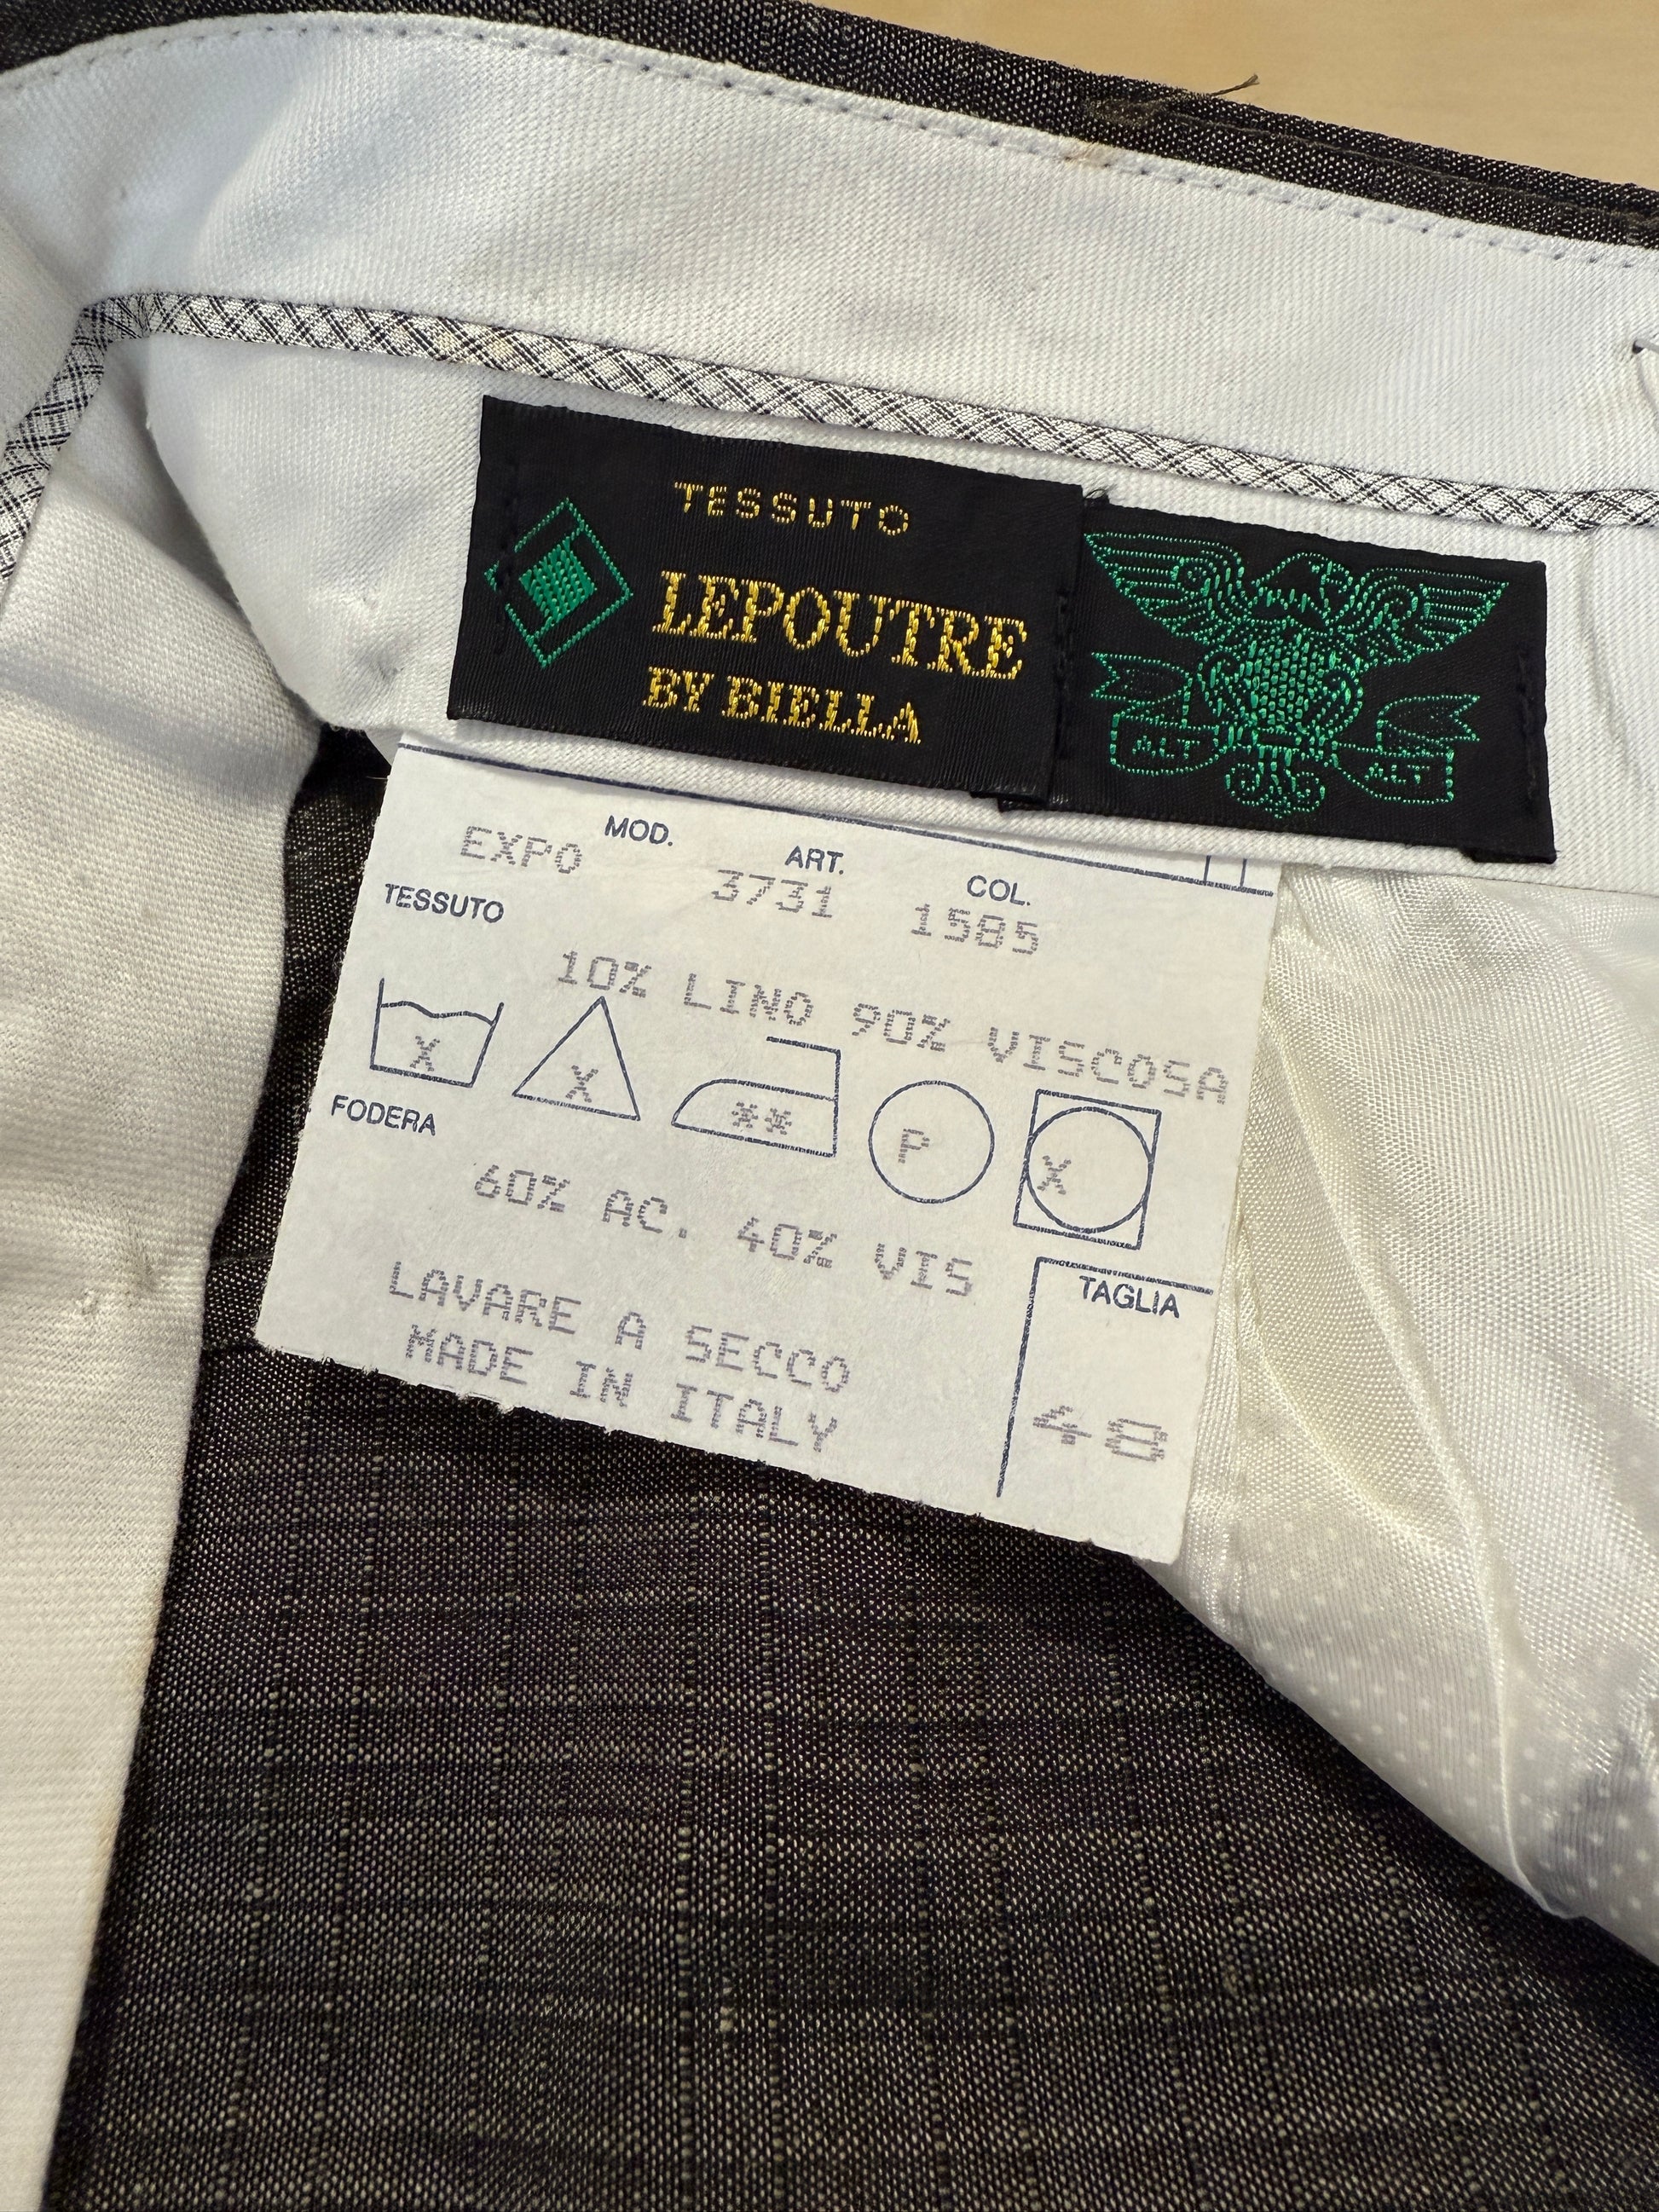 TESSUTO
LEPOUTRE
BY BIELLA
ALT ALT
MOD. ART. COL.
EXPO 3731 1585
TESSUTO
10% LINO 90% VISCOSA
X X ** P X
FODERA
60% AC. 40% VIS
LAVARE A SECCO
MADE IN ITALY
TAGLIA
48